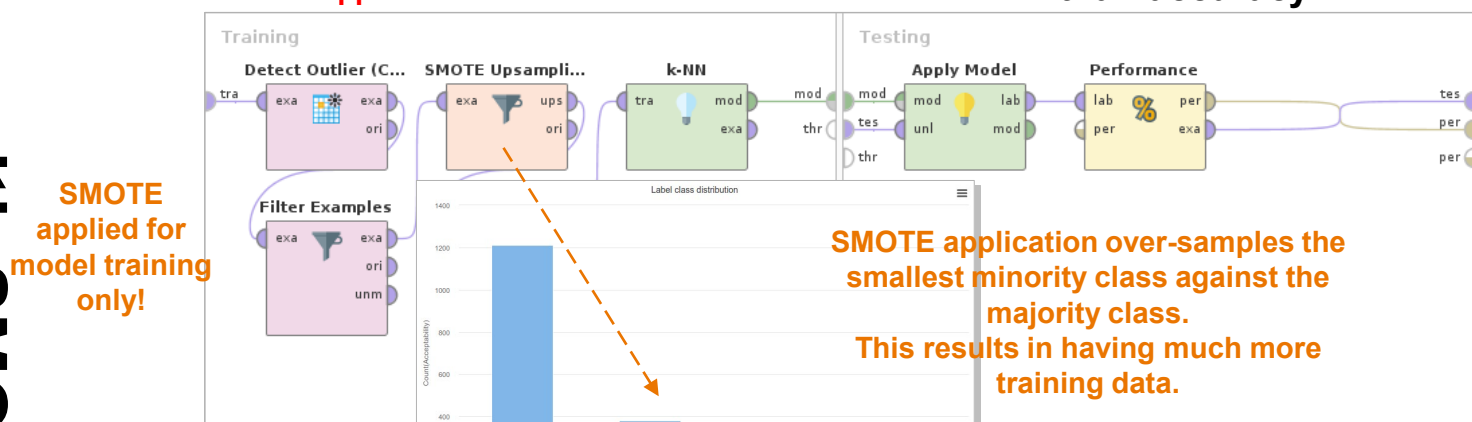 Training
Testing
Detect Outlier (C...
SMOTE Upsampli...
k-NN
Apply Model
Performance
tra
exa
exa
ori
exa
ups
ori
tra
mod
exa
mod
thr
mod
tes
thr
mod
lab
unl
mod
lab
per
%
per
exa
tes
per
per
Filter Examples
exa
exa
ori
unm
SMOTE
applied for
model training
only!
Label class distribution
1400
1200
1000
800
600
400
Count(Acceptability)
SMOTE application over-samples the
smallest minority class against the
majority class.
This results in having much more
training data.